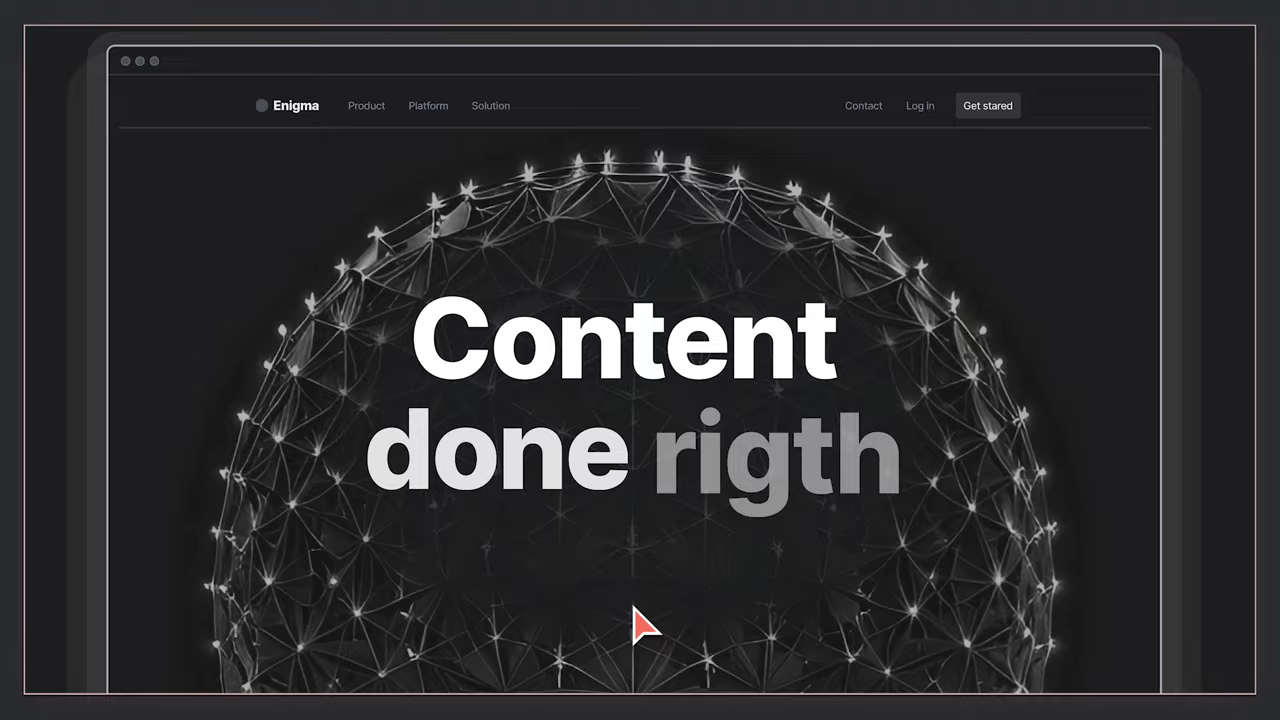 Enigma Product Platform Solution Contact Log in Get stared
Content
done rigth